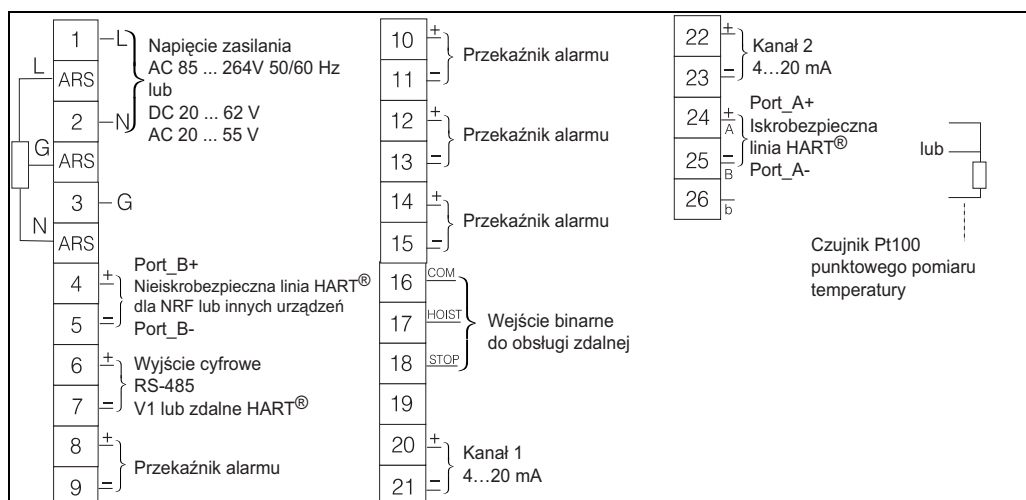 1
L
Napięcie zasilania
AC 85 ... 264V 50/60 Hz
lub
DC 20 ... 62 V
AC 20 ... 55 V
L
ARS
2
N
G
ARS
3
G
N
ARS
4
+
5
–
Port_B+
Nieiskrobezpieczna linia HART®
dla NRF lub innych urządzeń
Port_B-
6
+
7
–
Wyjście cyfrowe
RS-485
V1 lub zdalne HART®
8
+
9
–
Przekaźnik alarmu
10
+
11
–
Przekaźnik alarmu
12
+
13
–
Przekaźnik alarmu
14
+
15
–
Przekaźnik alarmu
16
COM
17
HOIST
18
STOP
Wejście binarne
do obsługi zdalnej
19
20
+
21
–
Kanał 1
4...20 mA
22
+
23
–
Kanał 2
4...20 mA
24
+
A
25
–
B
26
b
Port_A+
Iskrobezpieczna
linia HART®
Port_A-
lub
Czujnik Pt100
punktowego pomiaru
temperatury